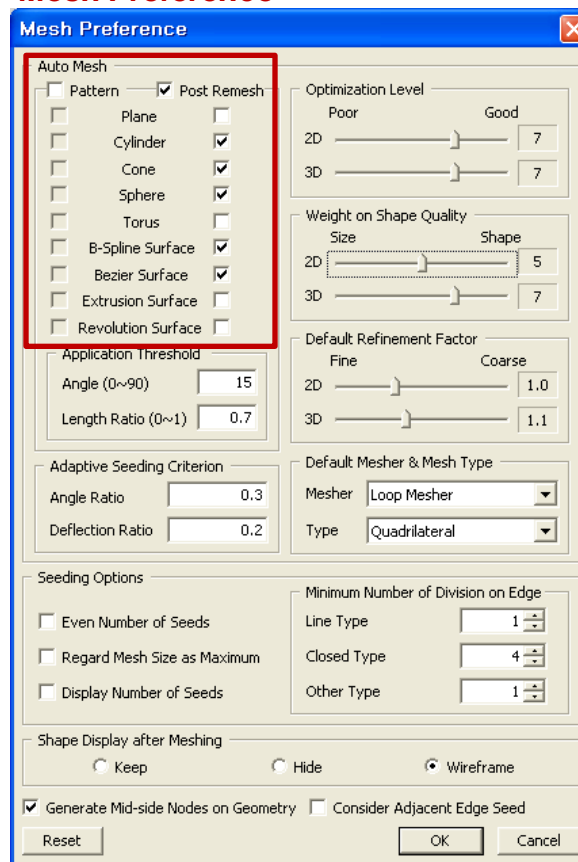 Mesh Preference
Mesh Preference
Auto Mesh
Pattern Post Remesh
Plane
Cylinder
Cone
Sphere
Torus
B-Spline Surface
Bezier Surface
Extrusion Surface
Revolution Surface
Application Threshold
Angle (0~90) 15
Length Ratio (0~1) 0.7
Adaptive Seeding Criterion
Angle Ratio 0.3
Deflection Ratio 0.2
Optimization Level
Poor Good
2D 7
3D 7
Weight on Shape Quality
Size Shape
2D 5
3D 7
Default Refinement Factor
Fine Coarse
2D 1.0
3D 1.1
Default Mesher & Mesh Type
Mesher Loop Mesher
Type Quadrilateral
Seeding Options
Even Number of Seeds
Regard Mesh Size as Maximum
Display Number of Seeds
Minimum Number of Division on Edge
Line Type 1
Closed Type 4
Other Type 1
Shape Display after Meshing
Keep Hide Wireframe
Generate Mid-side Nodes on Geometry Consider Adjacent Edge Seed
Reset OK Cancel